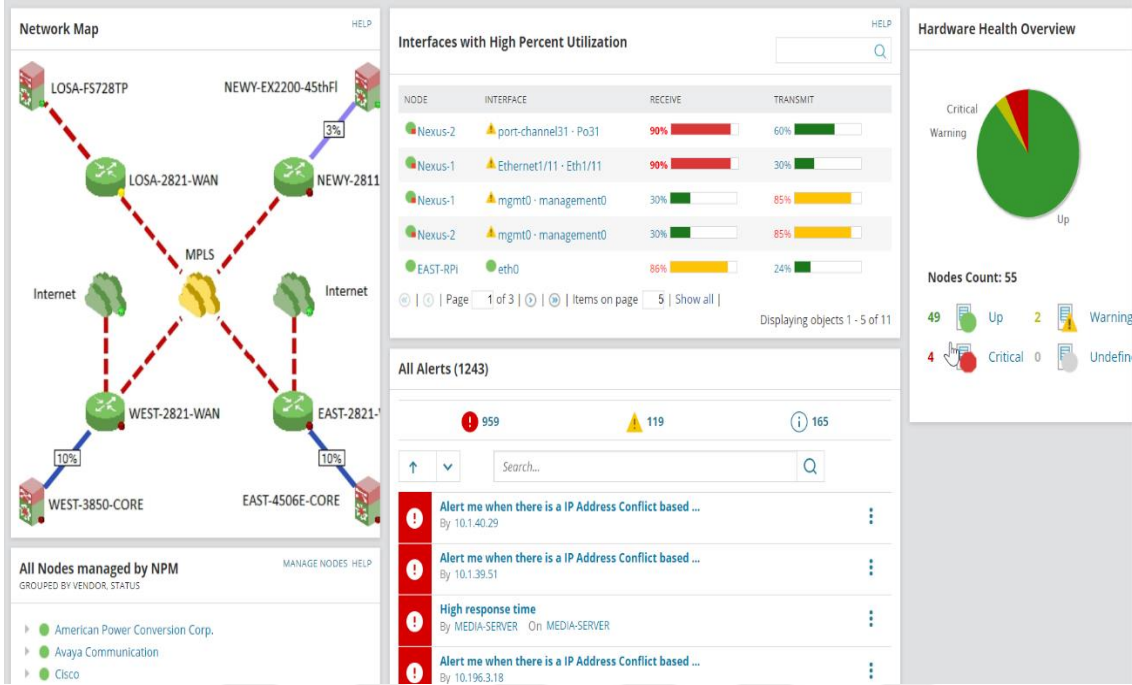 Network Map
HELP
LOSA-FS728TP
NEWY-EX2200-45thFl
3%
LOSA-2821-WAN
NEWY-2811
MPLS
Internet
Internet
WEST-2821-WAN
EAST-2821-
10%
10%
WEST-3850-CORE
EAST-4506E-CORE
All Nodes managed by NPM
MANAGE NODES HELP
GROUPED BY VENDOR, STATUS
American Power Conversion Corp.
Avaya Communication
Cisco
HELP
Interfaces with High Percent Utilization
NODE INTERFACE RECEIVE TRANSMIT
Nexus-2 port-channel31 · Po31 90% 60%
Nexus-1 Ethernet1/11 · Eth1/11 90% 30%
Nexus-1 mgmt0 · management0 30% 85%
Nexus-2 mgmt0 · management0 30% 85%
EAST-RPi eth0 86% 24%
| | Page 1 of 3 | | | Items on page 5 | Show all |
Displaying objects 1 - 5 of 11
All Alerts (1243)
959 119 165
Search...
Alert me when there is a IP Address Conflict based ...
By 10.1.40.29
Alert me when there is a IP Address Conflict based ...
By 10.1.39.51
High response time
By MEDIA-SERVER On MEDIA-SERVER
Alert me when there is a IP Address Conflict based ...
By 10.196.3.18
Hardware Health Overview
Critical
Warning
Up
Nodes Count: 55
49 Up 2 Warning
4 Critical 0 Undefin